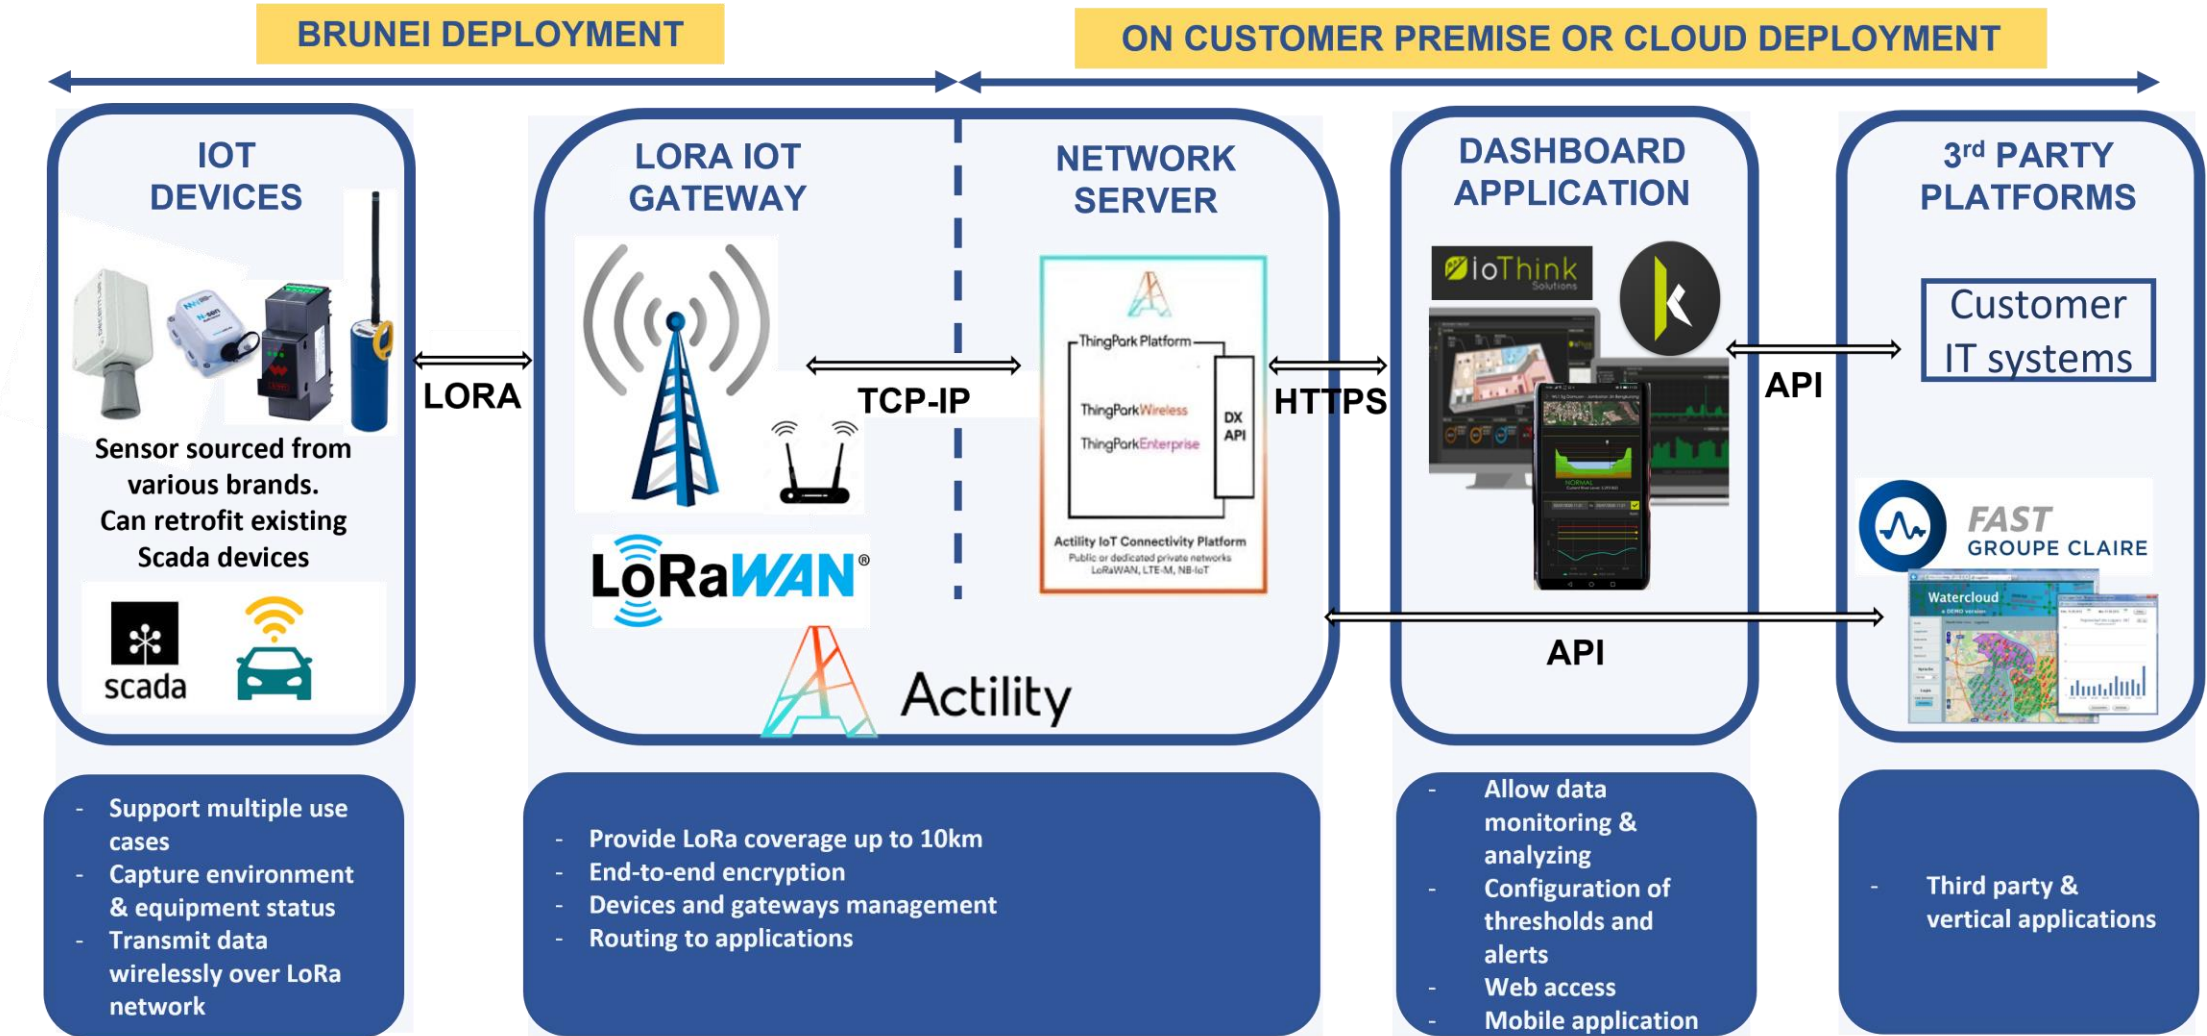 BRUNEI DEPLOYMENT
ON CUSTOMER PREMISE OR CLOUD DEPLOYMENT
IOT
DEVICES
Sensor sourced from
various brands.
Can retrofit existing
Scada devices
scada
LORA
LORA IOT
GATEWAY
LoRaWAN®
TCP-IP
Actility
NETWORK
SERVER
ThingPark Platform
ThingParkWireless
ThingParkEnterprise
DX
API
Actility IoT Connectivity Platform
Public or dedicated private networks
LoRaWAN, LTE-M, NB-IoT
HTTPS
DASHBOARD
APPLICATION
ioThink
Solutions
NORMAL
API
API
3rd PARTY
PLATFORMS
Customer
IT systems
FAST
GROUPE CLAIRE
Watercloud
- Support multiple use
cases
- Capture environment
& equipment status
- Transmit data
wirelessly over LoRa
network
- Provide LoRa coverage up to 10km
- End-to-end encryption
- Devices and gateways management
- Routing to applications
- Allow data
monitoring &
analyzing
- Configuration of
thresholds and
alerts
- Web access
- Mobile application
- Third party &
vertical applications